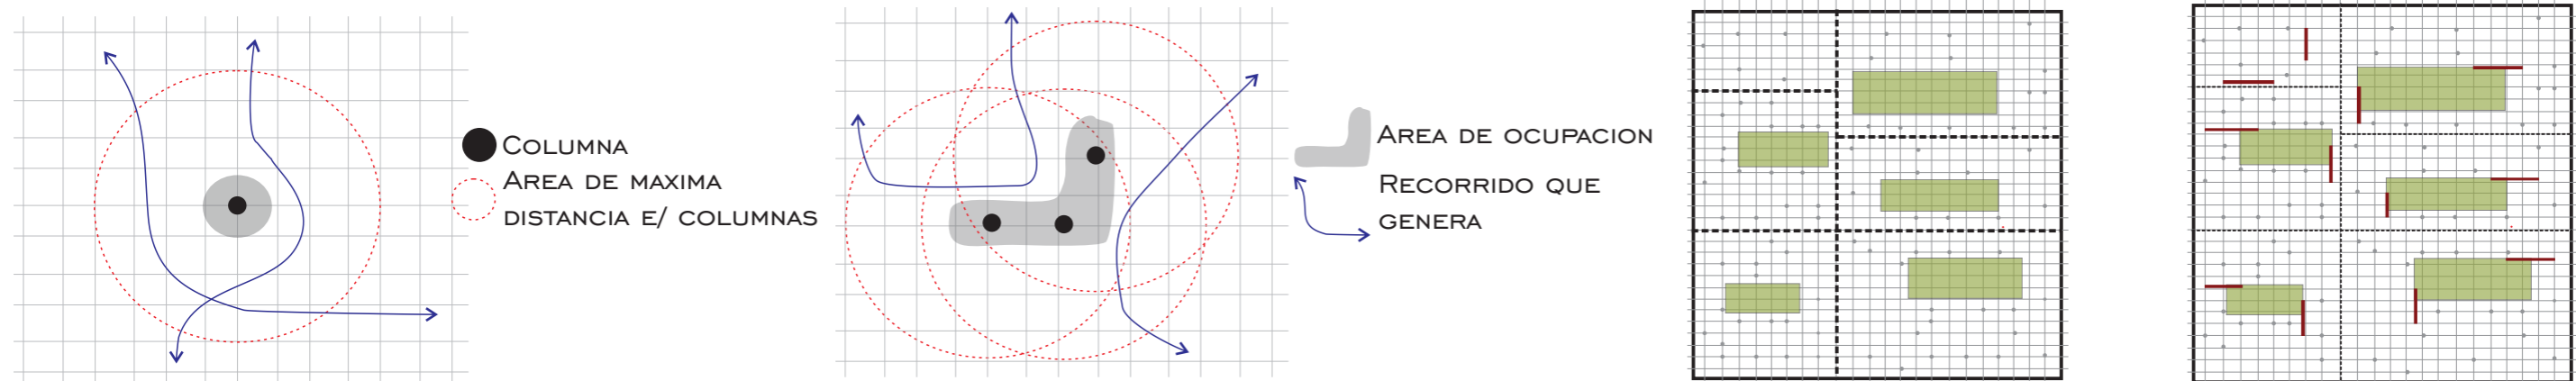 COLUMNA
AREA DE MAXIMA
DISTANCIA E/ COLUMNAS
AREA DE OCUPACION
RECORRIDO QUE
GENERA